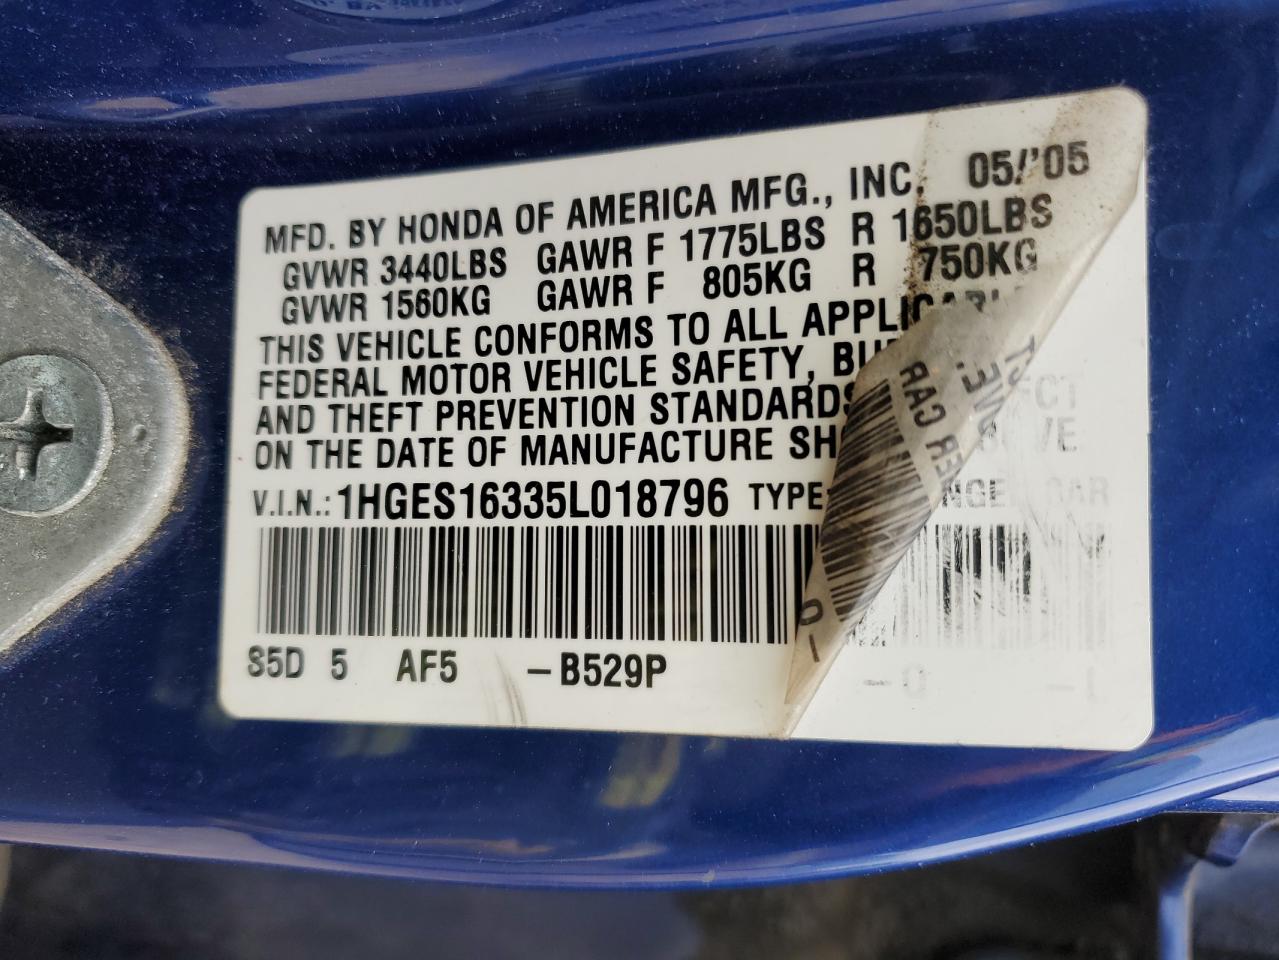 MFD. BY HONDA OF AMERICA MFG., INC. 05/'05
GVWR 3440LBS GAWR F 1775LBS R 1650LBS
GVWR 1560KG GAWR F 805KG R 750KG
THIS VEHICLE CONFORMS TO ALL
FEDERAL MOTOR VEHICLE SAFETY,
AND THEFT PREVENTION STANDARDS
ON THE DATE OF MANUFACTURE
V.I.N.: 1HGES16335L018796 TYPE
S5D 5 AF5 -B529P